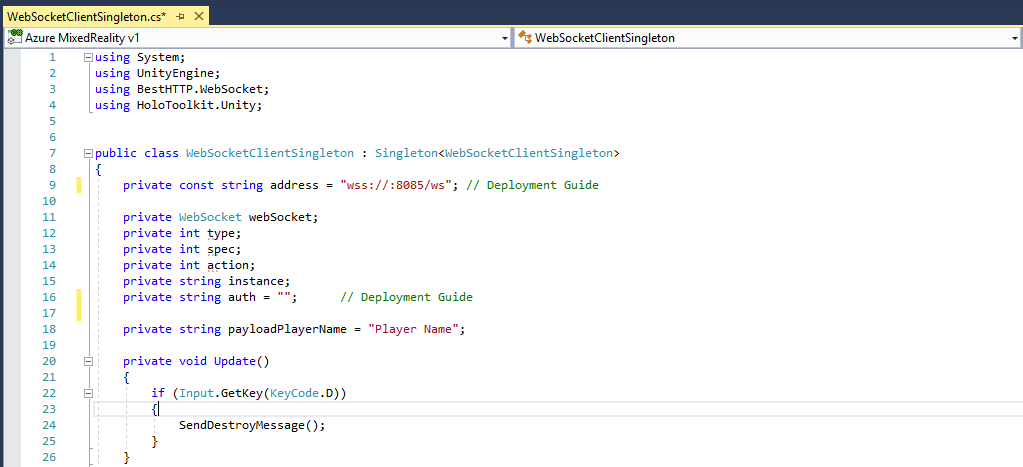 WebSocketClientSingleton.cs*
Azure MixedReality v1 WebSocketClientSingleton
1 using System;
2 using UnityEngine;
3 using BestHTTP.WebSocket;
4 using HoloToolkit.Unity;
5
6
7 public class WebSocketClientSingleton : Singleton<WebSocketClientSingleton>
8 {
9 private const string address = "wss://:8085/ws"; // Deployment Guide
10
11 private WebSocket webSocket;
12 private int type;
13 private int spec;
14 private int action;
15 private string instance;
16 private string auth = ""; // Deployment Guide
17
18 private string payloadPlayerName = "Player Name";
19
20 private void Update()
21 {
22 if (Input.GetKey(KeyCode.D))
23 {
24 SendDestroyMessage();
25 }
26 }